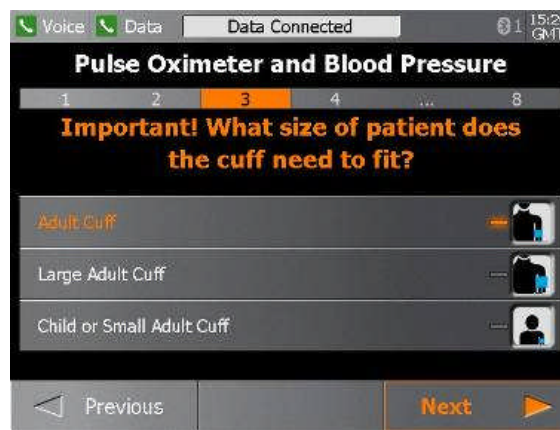 Voice Data Data Connected 1 15:2
GMT
Pulse Oximeter and Blood Pressure
1 2 3 4 ... 8
Important! What size of patient does
the cuff need to fit?
Adult Cuff
Large Adult Cuff
Child or Small Adult Cuff
Previous Next